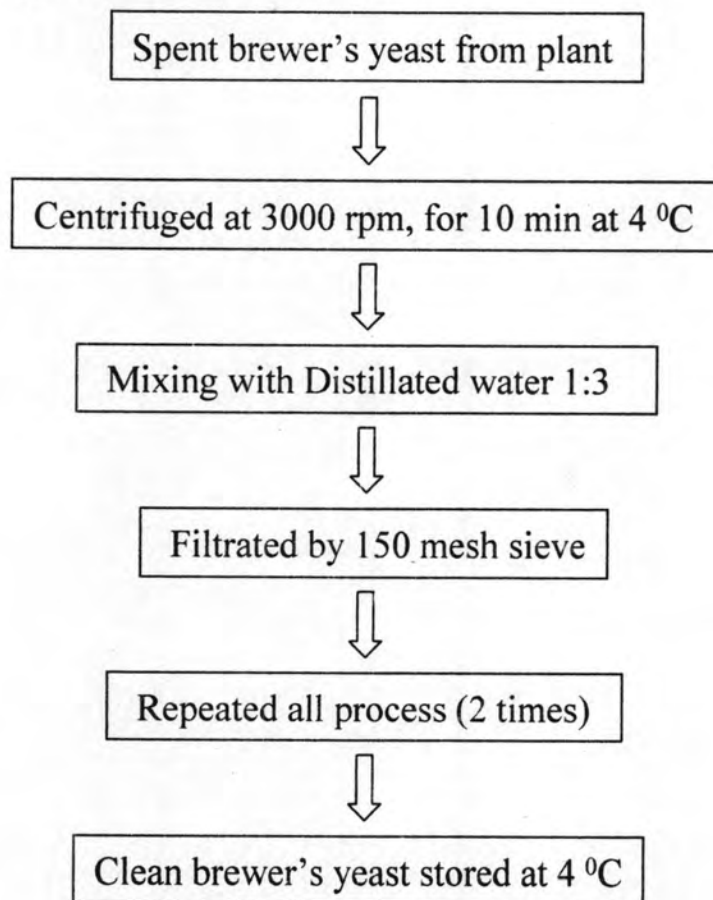 Spent brewer's yeast from plant
Centrifuged at 3000 rpm, for 10 min at 4 ⁰C
Mixing with Distillated water 1:3
Filtrated by 150 mesh sieve
Repeated all process (2 times)
Clean brewer's yeast stored at 4 ⁰C